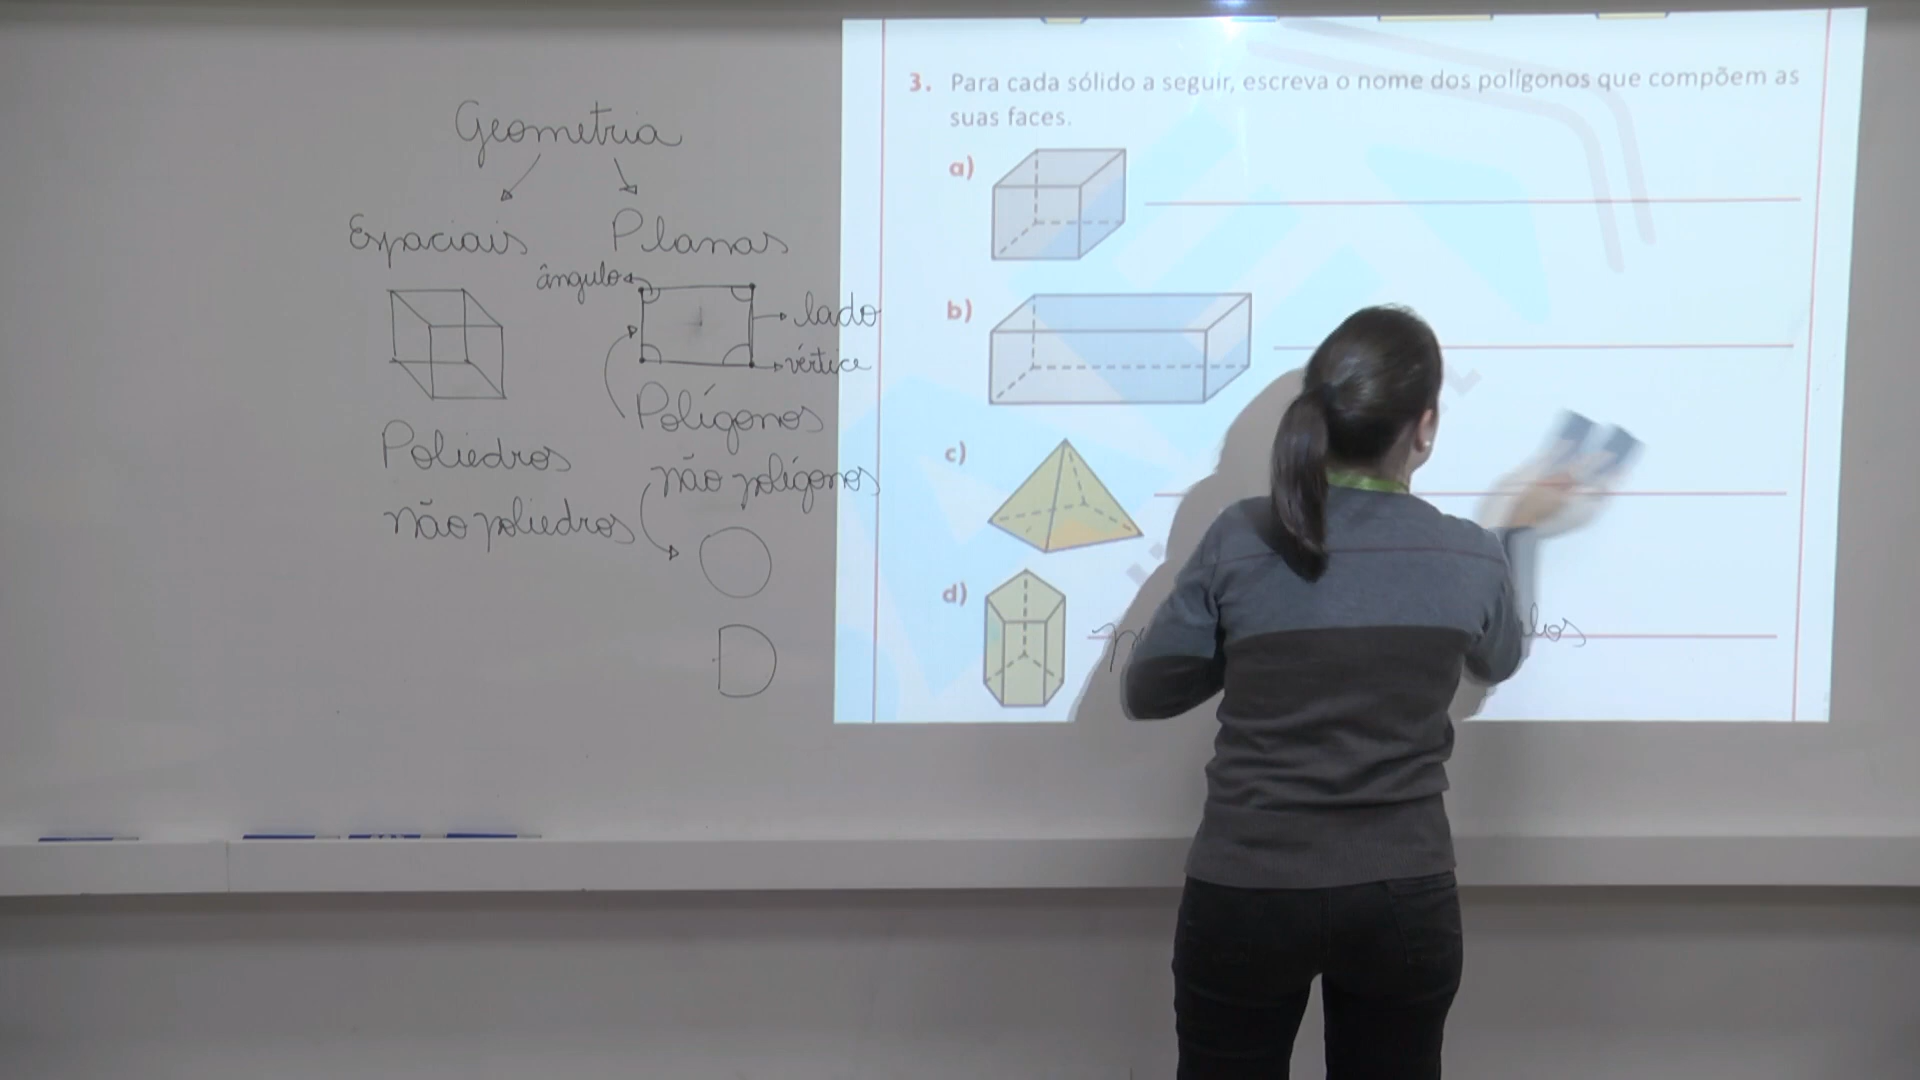 Geometria
Espaciais
Planas
ângulo
lado
vértice
Polígonos
não polígonos
Poliedros
não poliedros
3. Para cada sólido a seguir, escreva o nome dos polígonos que compõem as
suas faces.
a)
b)
c)
d)